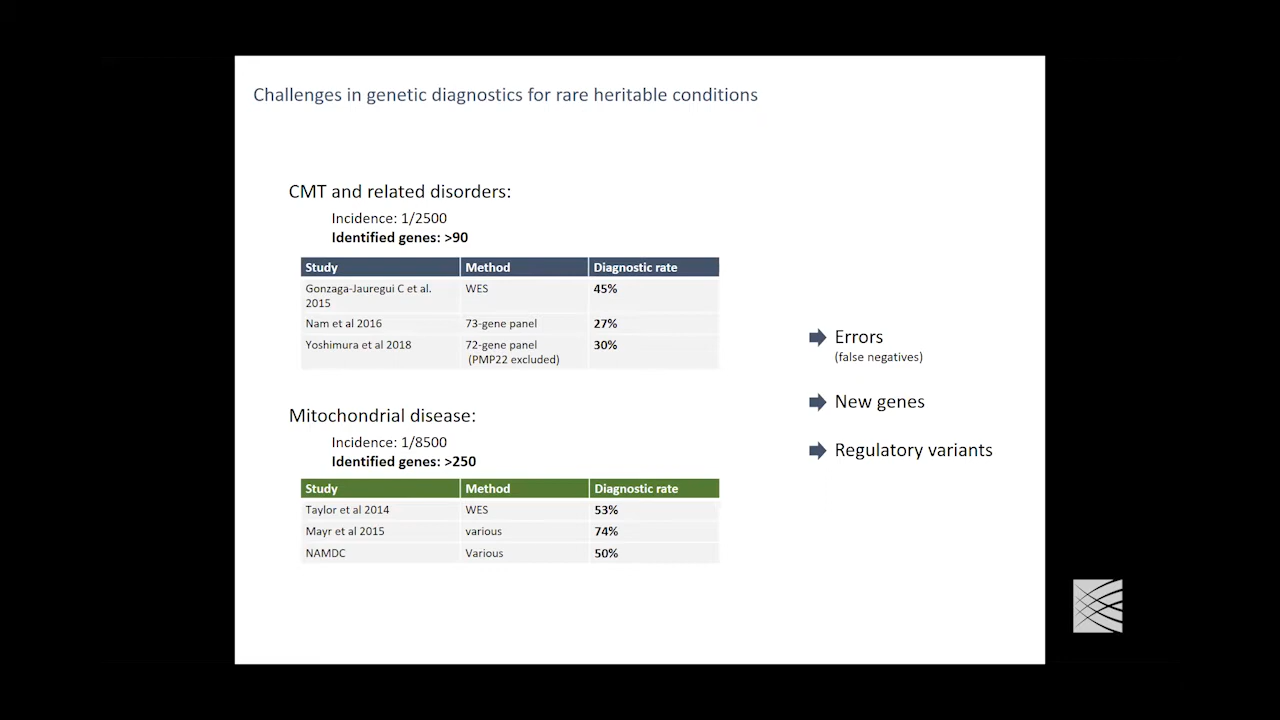 Challenges in genetic diagnostics for rare heritable conditions
CMT and related disorders:
Incidence: 1/2500
Identified genes: >90
Study Method Diagnostic rate
Gonzaga-Jauregui C et al. 2015 WES 45%
Nam et al 2016 73-gene panel 27%
Yoshimura et al 2018 72-gene panel (PMP22 excluded) 30%
Mitochondrial disease:
Incidence: 1/8500
Identified genes: >250
Study Method Diagnostic rate
Taylor et al 2014 WES 53%
Mayr et al 2015 various 74%
NAMDC Various 50%
Errors
(false negatives)
New genes
Regulatory variants